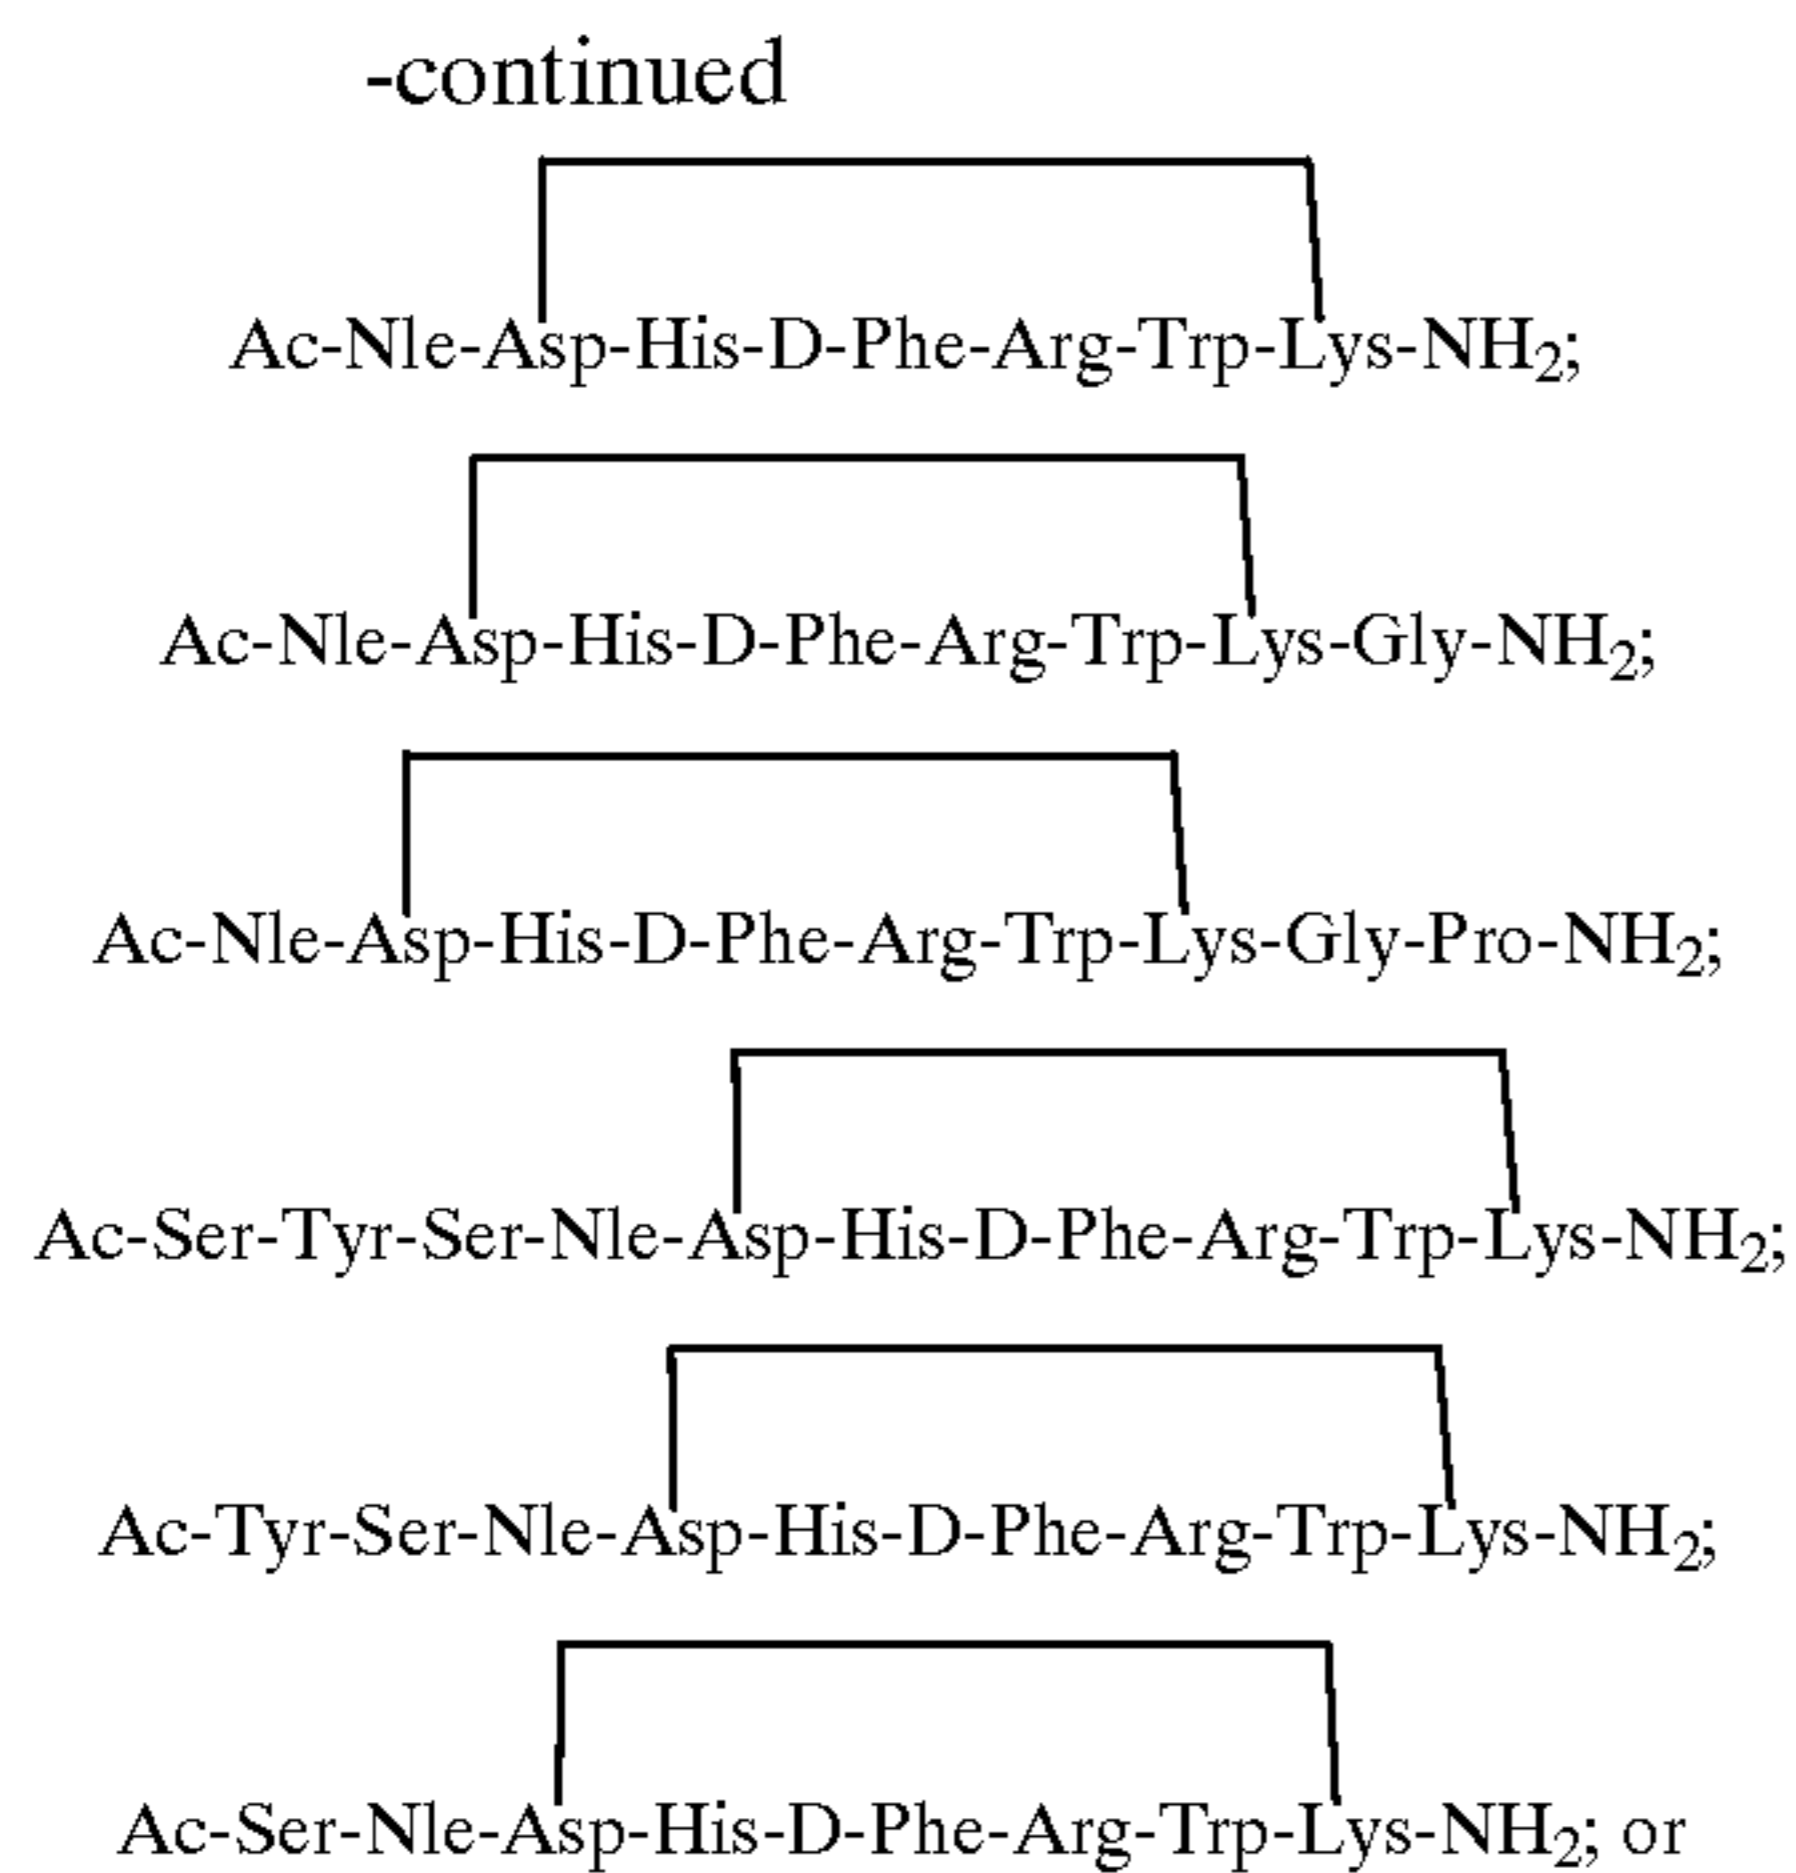 -continued
Ac-Nle-Asp-His-D-Phe-Arg-Trp-Lys-NH₂;
Ac-Nle-Asp-His-D-Phe-Arg-Trp-Lys-Gly-NH₂;
Ac-Nle-Asp-His-D-Phe-Arg-Trp-Lys-Gly-Pro-NH₂;
Ac-Ser-Tyr-Ser-Nle-Asp-His-D-Phe-Arg-Trp-Lys-NH₂;
Ac-Tyr-Ser-Nle-Asp-His-D-Phe-Arg-Trp-Lys-NH₂;
Ac-Ser-Nle-Asp-His-D-Phe-Arg-Trp-Lys-NH₂; or